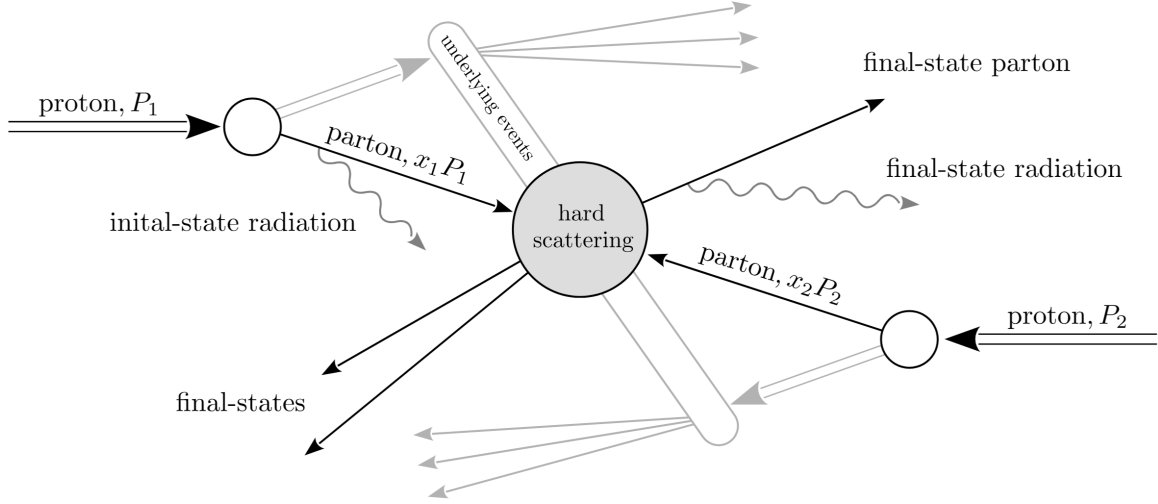 underlying events
final-state parton
proton, P₁
parton, x₁P₁
final-state radiation
inital-state radiation
hard
scattering
parton, x₂P₂
proton, P₂
final-states